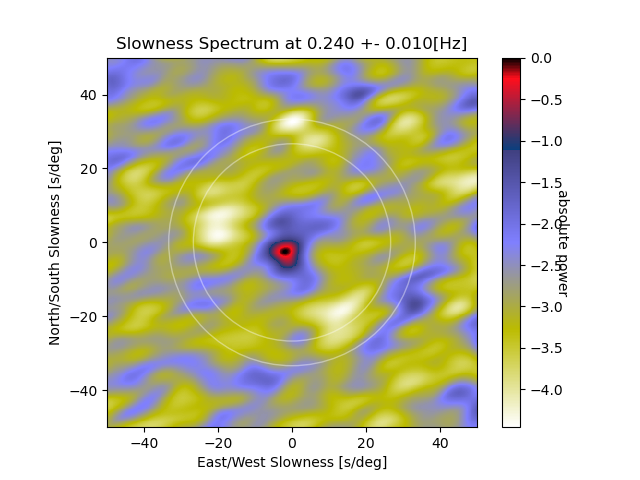 Slowness Spectrum at 0.240 +- 0.010[Hz]
North/South Slowness [s/deg]
40
20
0
−20
−40
−40 −20 0 20 40
East/West Slowness [s/deg]
0.0
−0.5
−1.0
−1.5
−2.0
−2.5
−3.0
−3.5
−4.0
absolute power